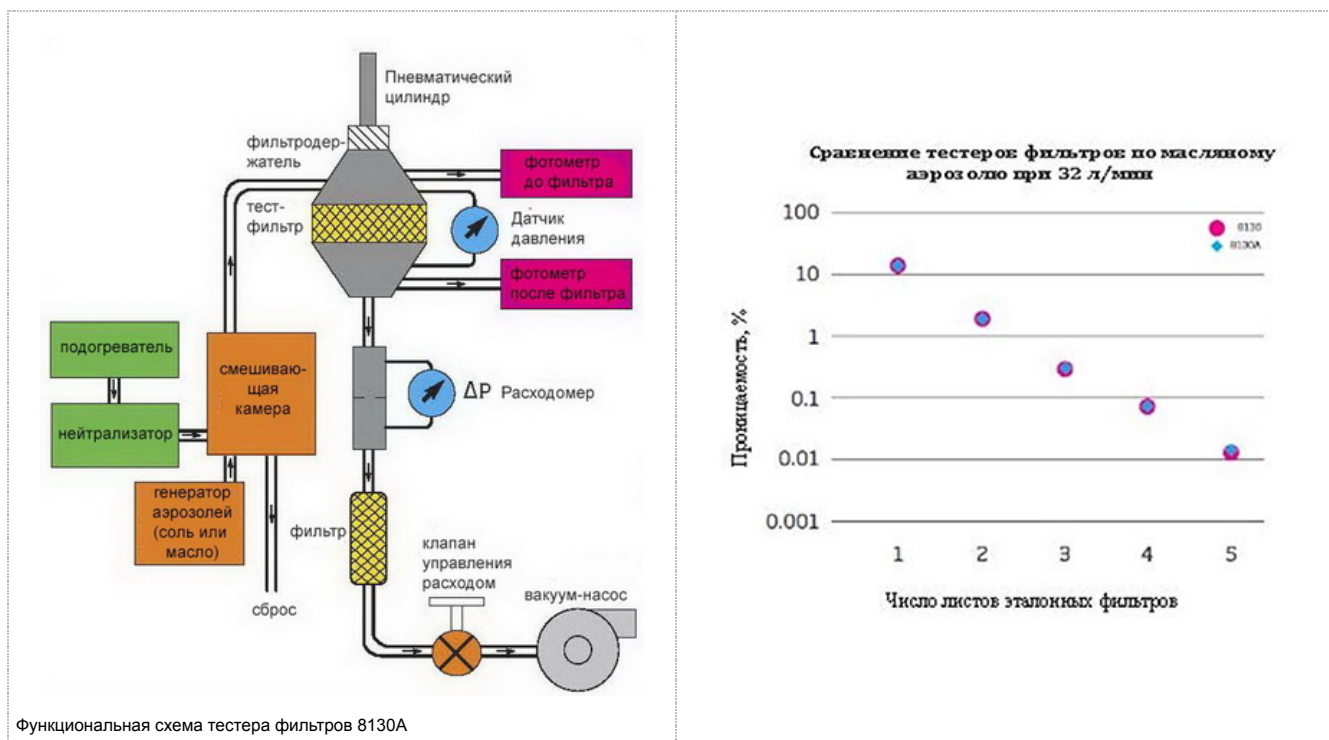 Пневматический
цилиндр
фильтродер-
жатель
фотометр
до фильтра
тест-
фильтр
Датчик
давления
фотометр
после фильтра
подогреватель
смешиваю-
щая
камера
ΔP Расходомер
нейтрализатор
генератор
аэрозолей
(соль или
масло)
фильтр
клапан
управления
расходом
сброс
вакуум-насос
Функциональная схема тестера фильтров 8130A
Сравнение тестеров фильтров по масляному
аэрозолю при 32 л/мин
100
8130
8130A
10
1
0.1
0.01
0.001
Проницаемость, %
1 2 3 4 5
Число листов эталонных фильтров